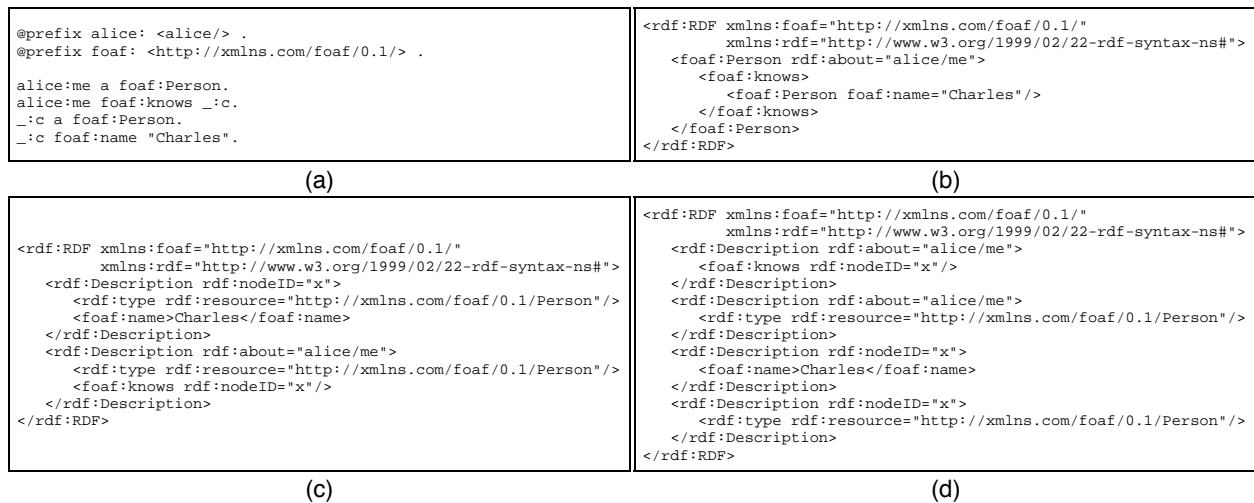 @prefix alice: <alice/> .
@prefix foaf: <http://xmlns.com/foaf/0.1/> .
alice:me a foaf:Person.
alice:me foaf:knows _:c.
_:c a foaf:Person.
_:c foaf:name "Charles".
(a)
<rdf:RDF xmlns:foaf="http://xmlns.com/foaf/0.1/"
xmlns:rdf="http://www.w3.org/1999/02/22-rdf-syntax-ns#">
<foaf:Person rdf:about="alice/me">
<foaf:knows>
<foaf:Person foaf:name="Charles"/>
</foaf:knows>
</foaf:Person>
</rdf:RDF>
(b)
<rdf:RDF xmlns:foaf="http://xmlns.com/foaf/0.1/"
xmlns:rdf="http://www.w3.org/1999/02/22-rdf-syntax-ns#">
<rdf:Description rdf:nodeID="x">
<rdf:type rdf:resource="http://xmlns.com/foaf/0.1/Person"/>
<foaf:name>Charles</foaf:name>
</rdf:Description>
<rdf:Description rdf:about="alice/me">
<rdf:type rdf:resource="http://xmlns.com/foaf/0.1/Person"/>
<foaf:knows rdf:nodeID="x"/>
</rdf:Description>
</rdf:RDF>
(c)
<rdf:RDF xmlns:foaf="http://xmlns.com/foaf/0.1/"
xmlns:rdf="http://www.w3.org/1999/02/22-rdf-syntax-ns#">
<rdf:Description rdf:about="alice/me">
<foaf:knows rdf:nodeID="x"/>
</rdf:Description>
<rdf:Description rdf:about="alice/me">
<rdf:type rdf:resource="http://xmlns.com/foaf/0.1/Person"/>
</rdf:Description>
<rdf:Description rdf:nodeID="x">
<foaf:name>Charles</foaf:name>
</rdf:Description>
<rdf:Description rdf:nodeID="x">
<rdf:type rdf:resource="http://xmlns.com/foaf/0.1/Person"/>
</rdf:Description>
</rdf:RDF>
(d)